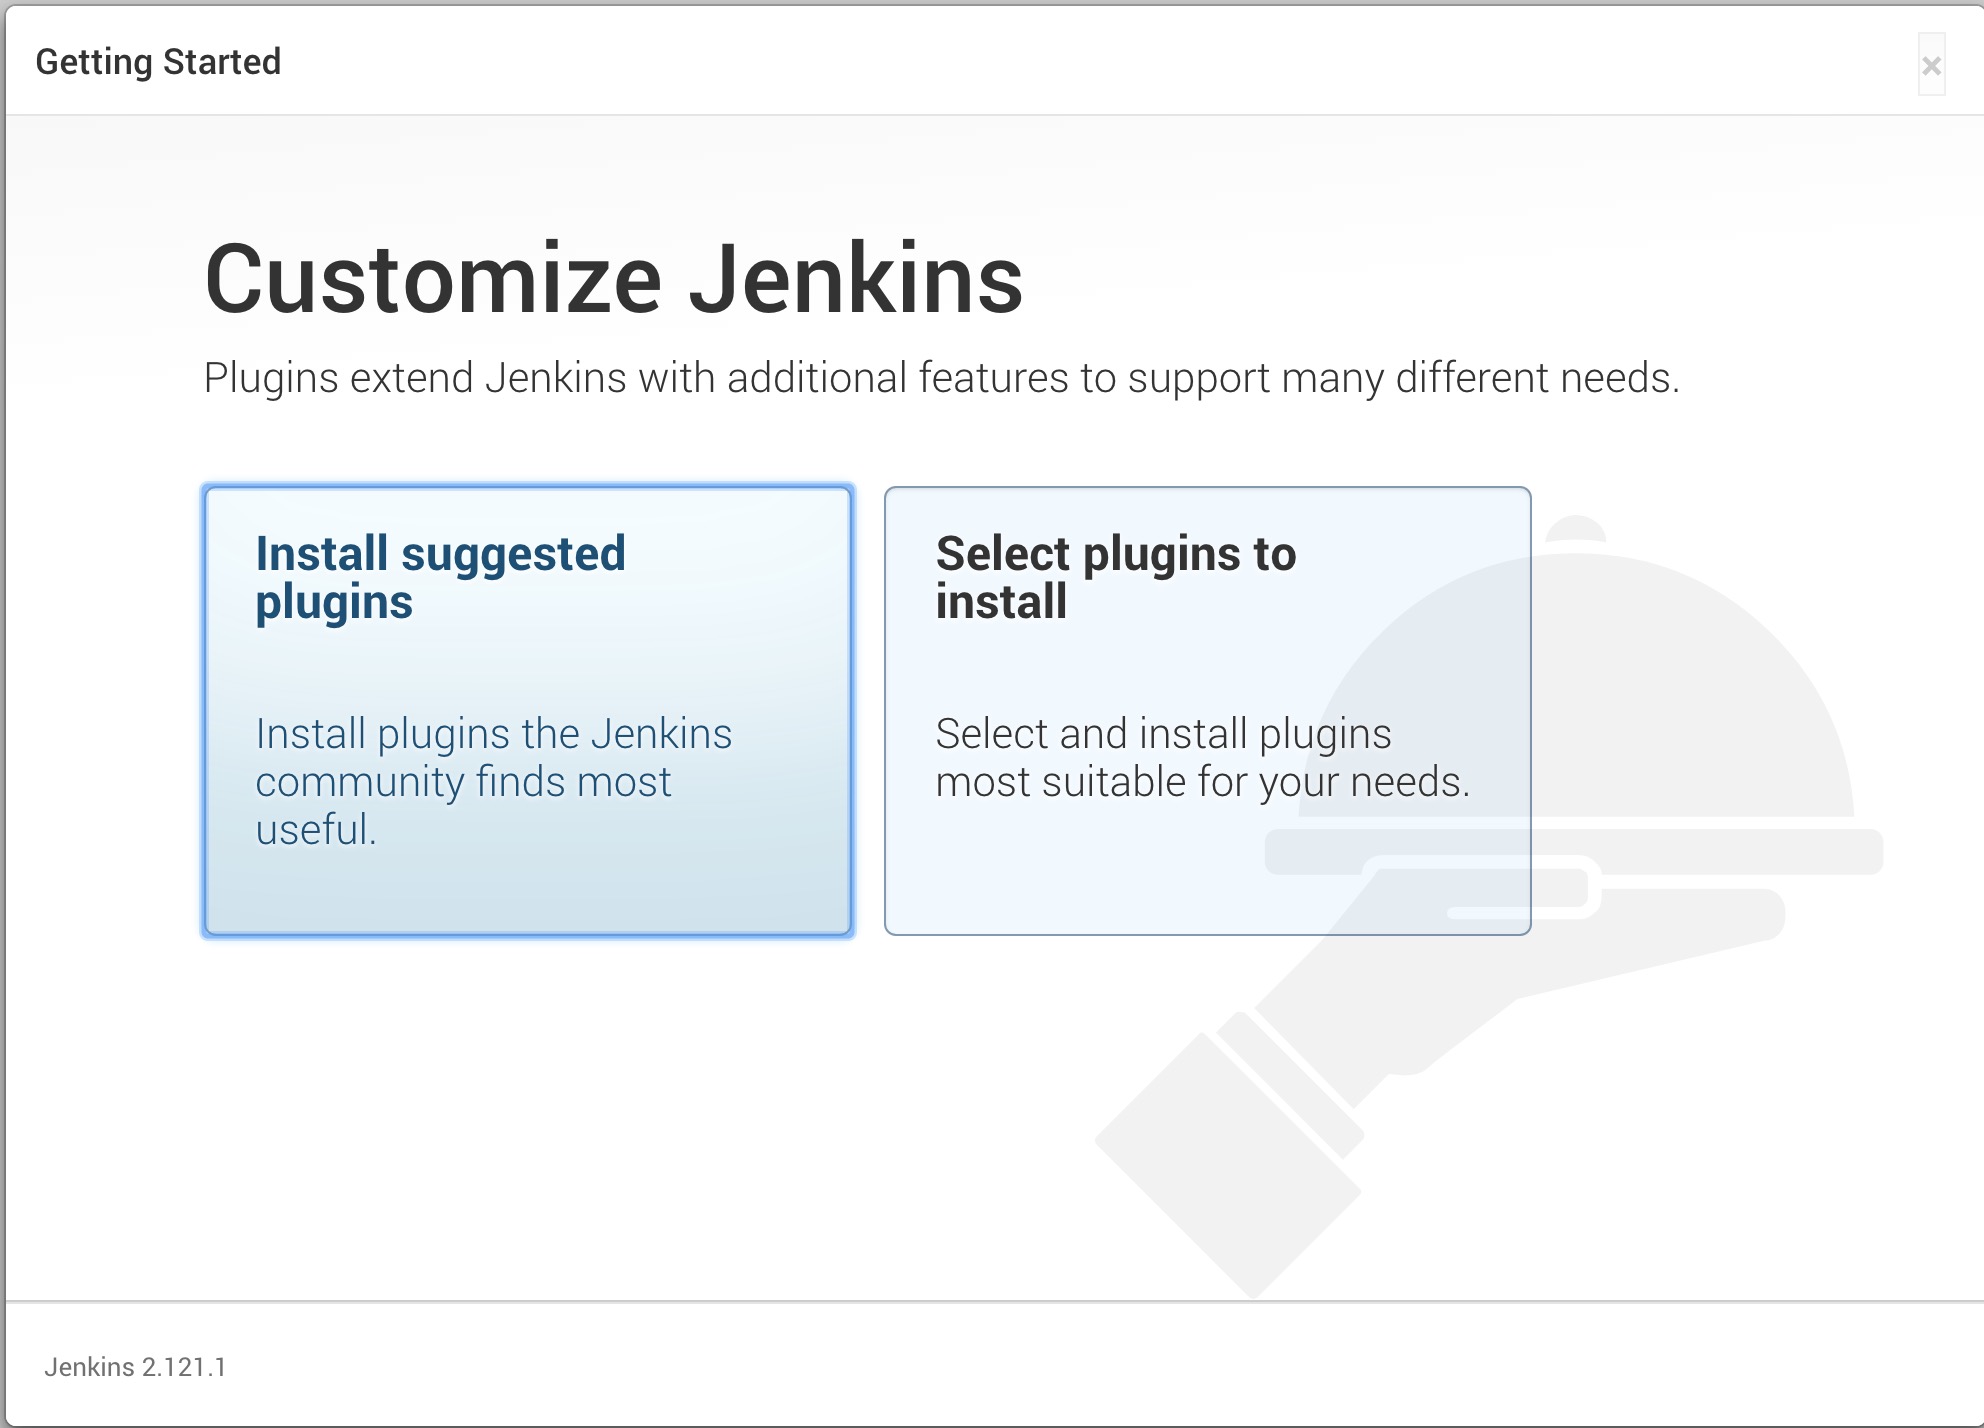 Getting Started
×
Customize Jenkins
Plugins extend Jenkins with additional features to support many different needs.
Install suggested
plugins
Install plugins the Jenkins
community finds most
useful.
Select plugins to
install
Select and install plugins
most suitable for your needs.
Jenkins 2.121.1